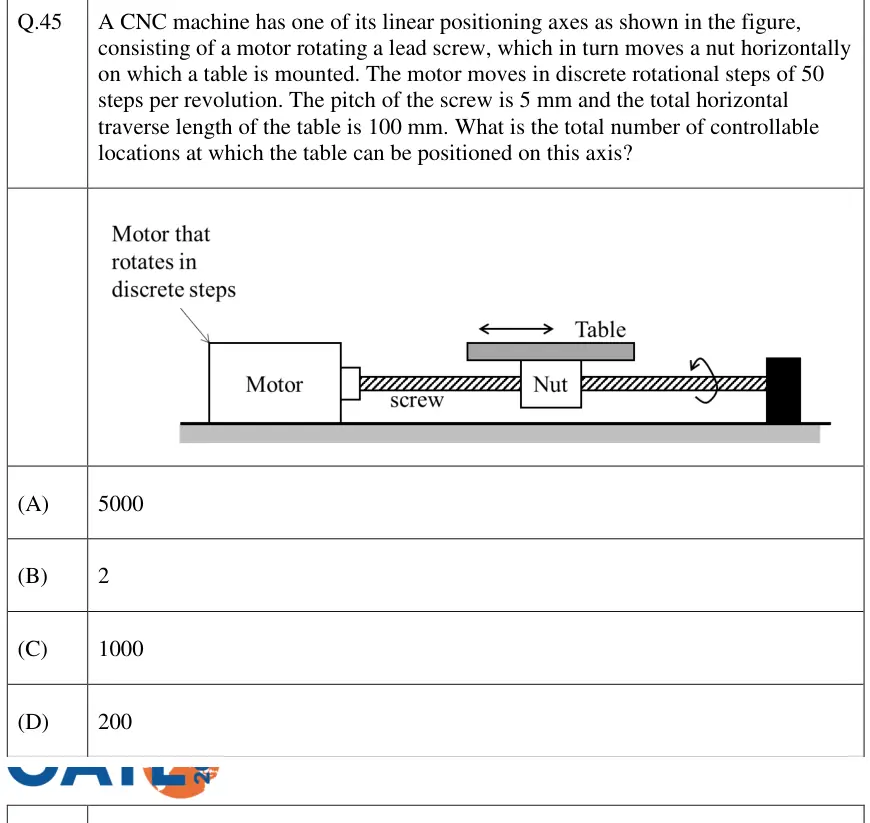 Q.45
A CNC machine has one of its linear positioning axes as shown in the figure,
consisting of a motor rotating a lead screw, which in turn moves a nut horizontally
on which a table is mounted. The motor moves in discrete rotational steps of 50
steps per revolution. The pitch of the screw is 5 mm and the total horizontal
traverse length of the table is 100 mm. What is the total number of controllable
locations at which the table can be positioned on this axis?
Motor that
rotates in
discrete steps
Table
Motor
Nut
screw
(A) 5000
(B) 2
(C) 1000
(D) 200